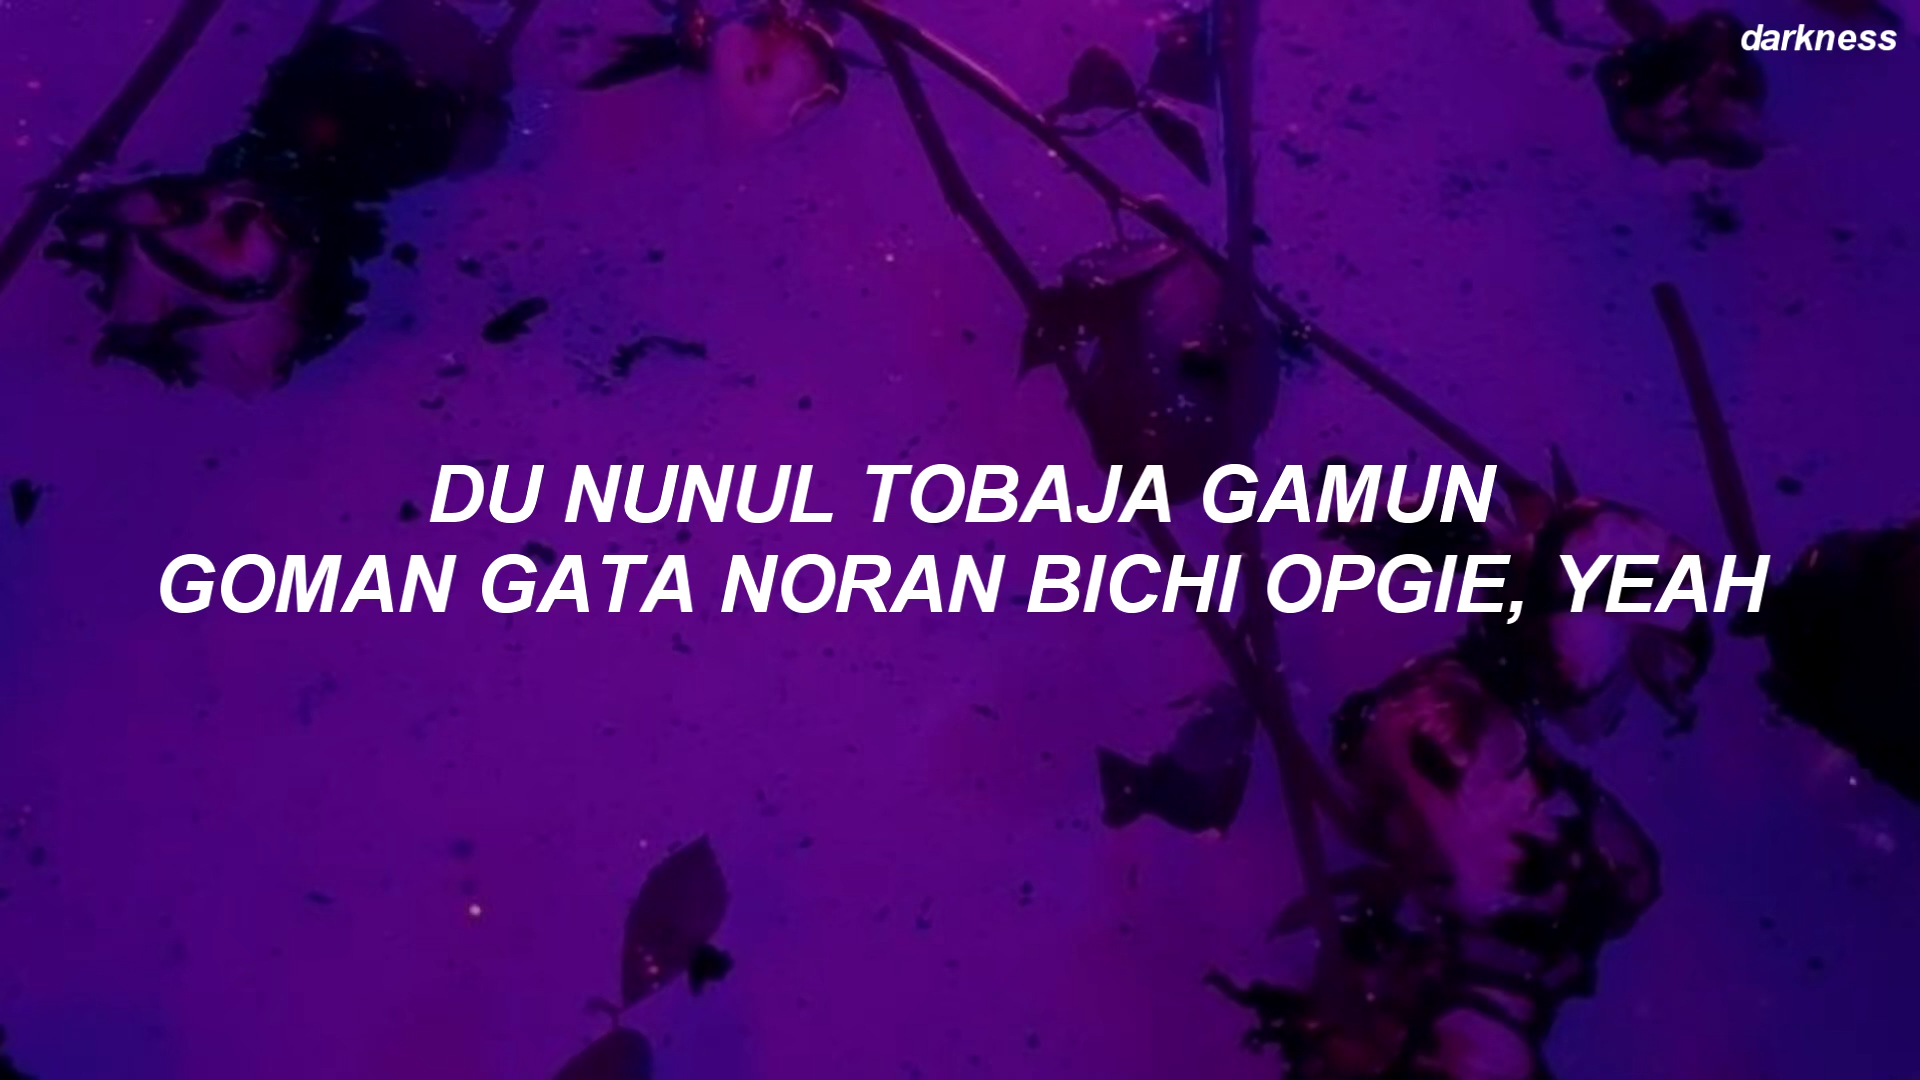 darkness
DU NUNUL TOBAJA GAMUN
GOMAN GATA NORAN BICHI OPGIE, YEAH